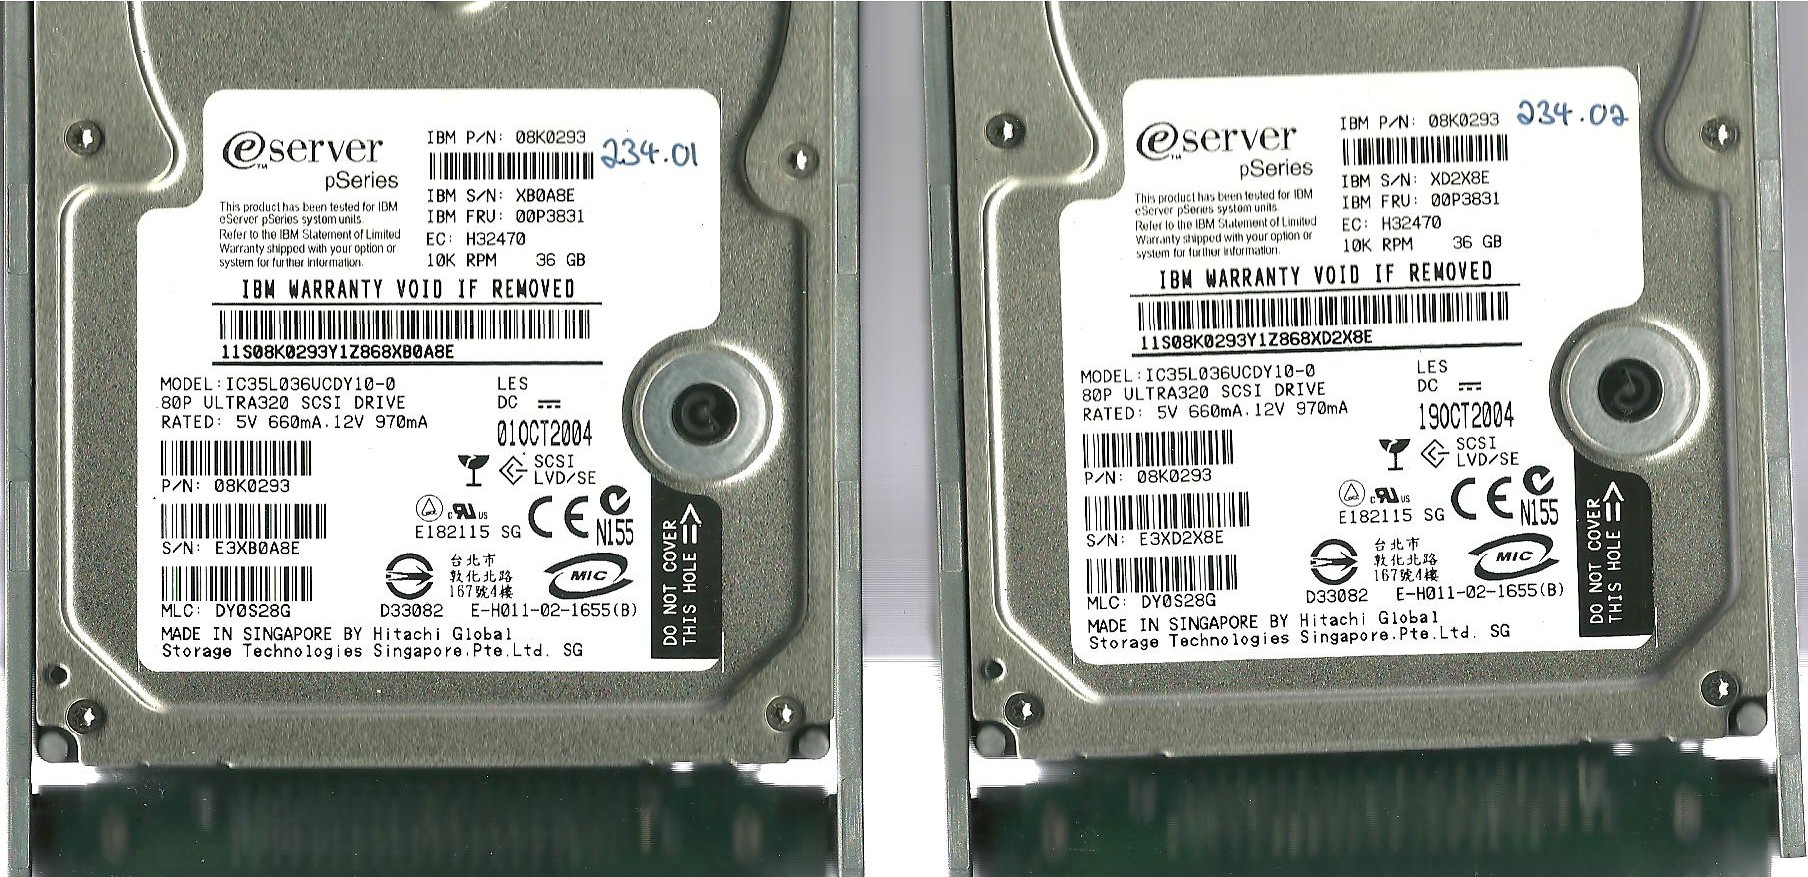 eserver
TM
pSeries
This product has been tested for IBM
eServer pSeries system units.
Refer to the IBM Statement of Limited
Warranty shipped with your option or
system for further information.
IBM P/N: 08K0293
234.01
IBM S/N: XB0A8E
IBM FRU: 00P3831
EC: H32470
10K RPM 36 GB
IBM WARRANTY VOID IF REMOVED
11S08K0293Y1Z868XB0A8E
MODEL:IC35L036UCDY10-0
80P ULTRA320 SCSI DRIVE
RATED: 5V 660mA.12V 970mA
LES
DC
01OCT2004
P/N: 08K0293
SCSI
LVD/SE
c RU us
E182115 SG
CE
N155
S/N: E3XB0A8E
台北市
敦化北路
167號4樓
MIC
MLC: DY0S28G
D33082 E-H011-02-1655(B)
MADE IN SINGAPORE BY Hitachi Global
Storage Technologies Singapore.Pte.Ltd. SG
DO NOT COVER
THIS HOLE
eserver
TM
pSeries
This product has been tested for IBM
eServer pSeries system units.
Refer to the IBM Statement of Limited
Warranty shipped with your option or
system for further information.
IBM P/N: 08K0293
234.02
IBM S/N: XD2X8E
IBM FRU: 00P3831
EC: H32470
10K RPM 36 GB
IBM WARRANTY VOID IF REMOVED
11S08K0293Y1Z868XD2X8E
MODEL:IC35L036UCDY10-0
80P ULTRA320 SCSI DRIVE
RATED: 5V 660mA.12V 970mA
LES
DC
19OCT2004
P/N: 08K0293
SCSI
LVD/SE
c RU us
E182115 SG
CE
N155
S/N: E3XD2X8E
台北市
敦化北路
167號4樓
MIC
MLC: DY0S28G
D33082 E-H011-02-1655(B)
MADE IN SINGAPORE BY Hitachi Global
Storage Technologies Singapore.Pte.Ltd. SG
DO NOT COVER
THIS HOLE